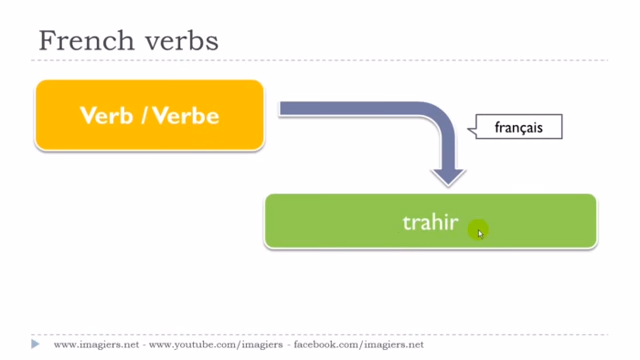 French verbs
Verb / Verbe
français
trahir
www.imagiers.net - www.youtube.com/imagiers - facebook.com/imagiers.net